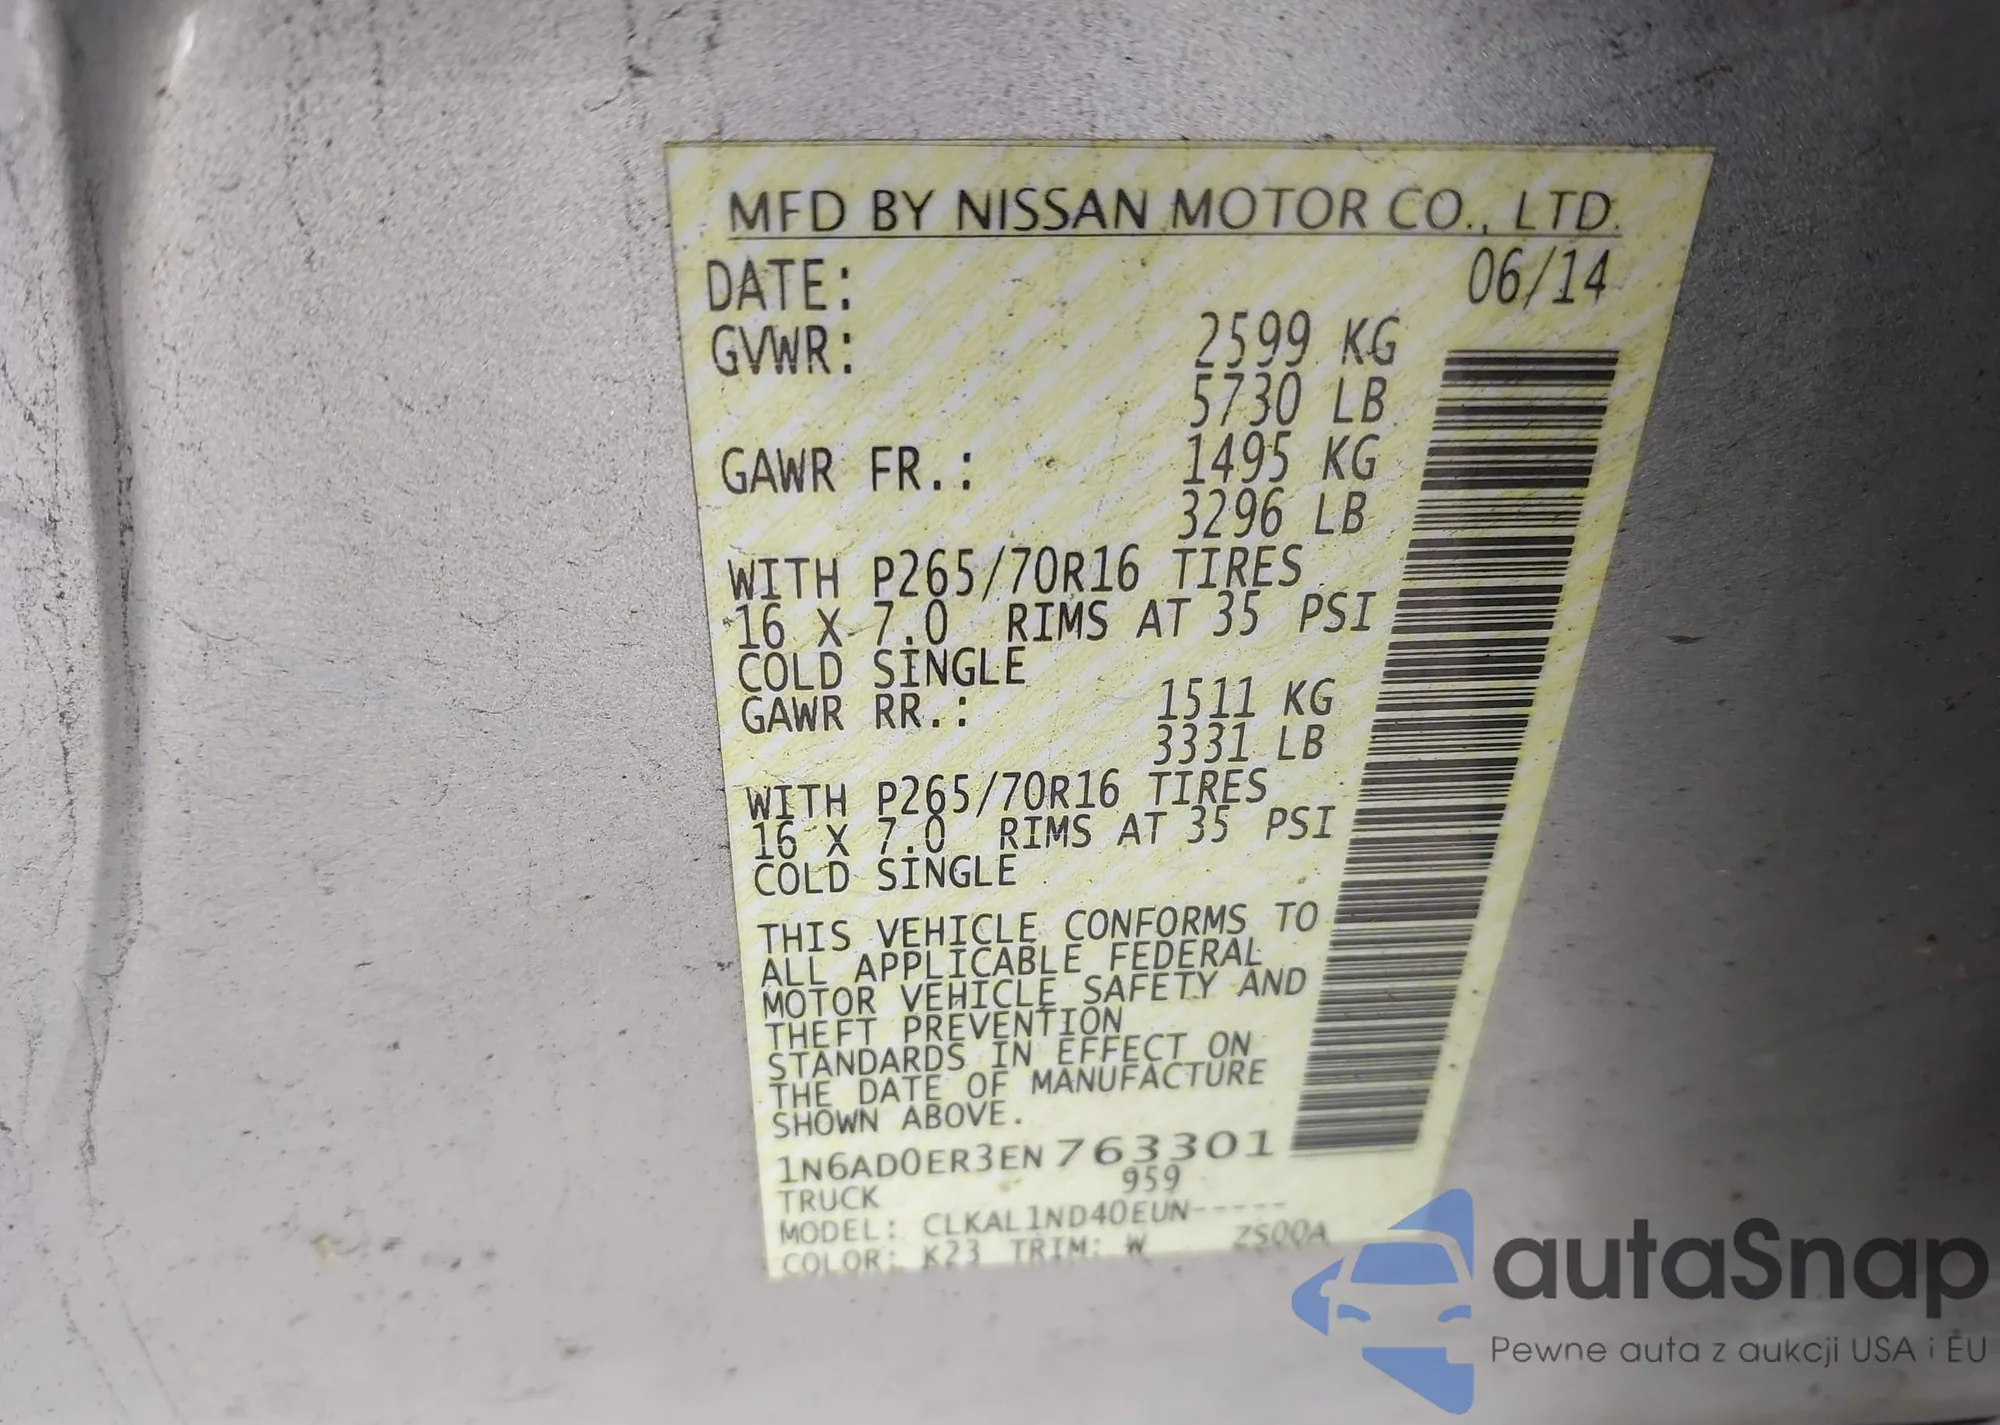 MFD BY NISSAN MOTOR CO., LTD.
DATE: 06/14
GVWR: 2599 KG
5730 LB
GAWR FR.: 1495 KG
3296 LB
WITH P265/70R16 TIRES
16 X 7.0 RIMS AT 35 PSI
COLD SINGLE
GAWR RR.: 1511 KG
3331 LB
WITH P265/70R16 TIRES
16 X 7.0 RIMS AT 35 PSI
COLD SINGLE
THIS VEHICLE CONFORMS TO
ALL APPLICABLE FEDERAL
MOTOR VEHICLE SAFETY AND
THEFT PREVENTION
STANDARDS IN EFFECT ON
THE DATE OF MANUFACTURE
SHOWN ABOVE.
1N6AD0ER3EN763301
TRUCK 959
MODEL: CLKAL1ND40EUN-----
COLOR: K23 TRIM: W ZS00A
autaSnap
Pewne auta z aukcji USA i EU